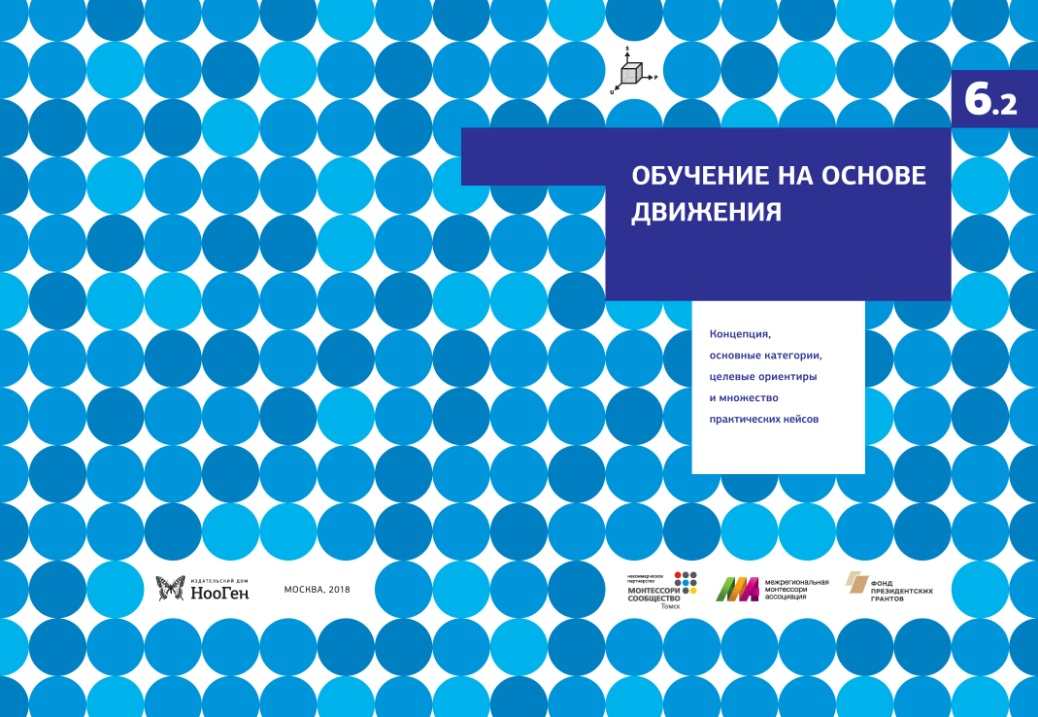 S
P
U
6.2
ОБУЧЕНИЕ НА ОСНОВЕ
ДВИЖЕНИЯ
Концепция,
основные категории,
целевые ориентиры
и множество
практических кейсов
ИЗДАТЕЛЬСКИЙ ДОМ
НооГен
МОСКВА, 2018
некоммерческое
партнерство
МОНТЕССОРИ
СООБЩЕСТВО
Томск
межрегиональная
монтессори
ассоциация
ФОНД
ПРЕЗИДЕНТСКИХ
ГРАНТОВ